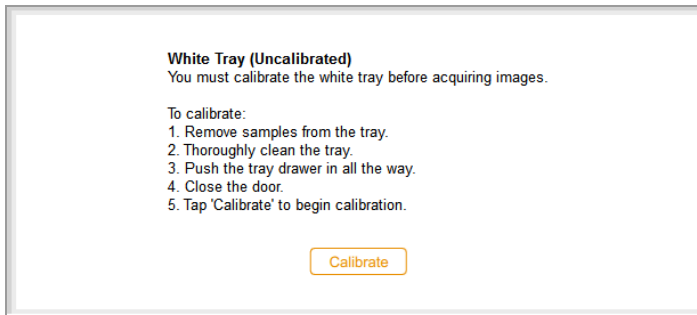 White Tray (Uncalibrated)
You must calibrate the white tray before acquiring images.
To calibrate:
1. Remove samples from the tray.
2. Thoroughly clean the tray.
3. Push the tray drawer in all the way.
4. Close the door.
5. Tap 'Calibrate' to begin calibration.
Calibrate